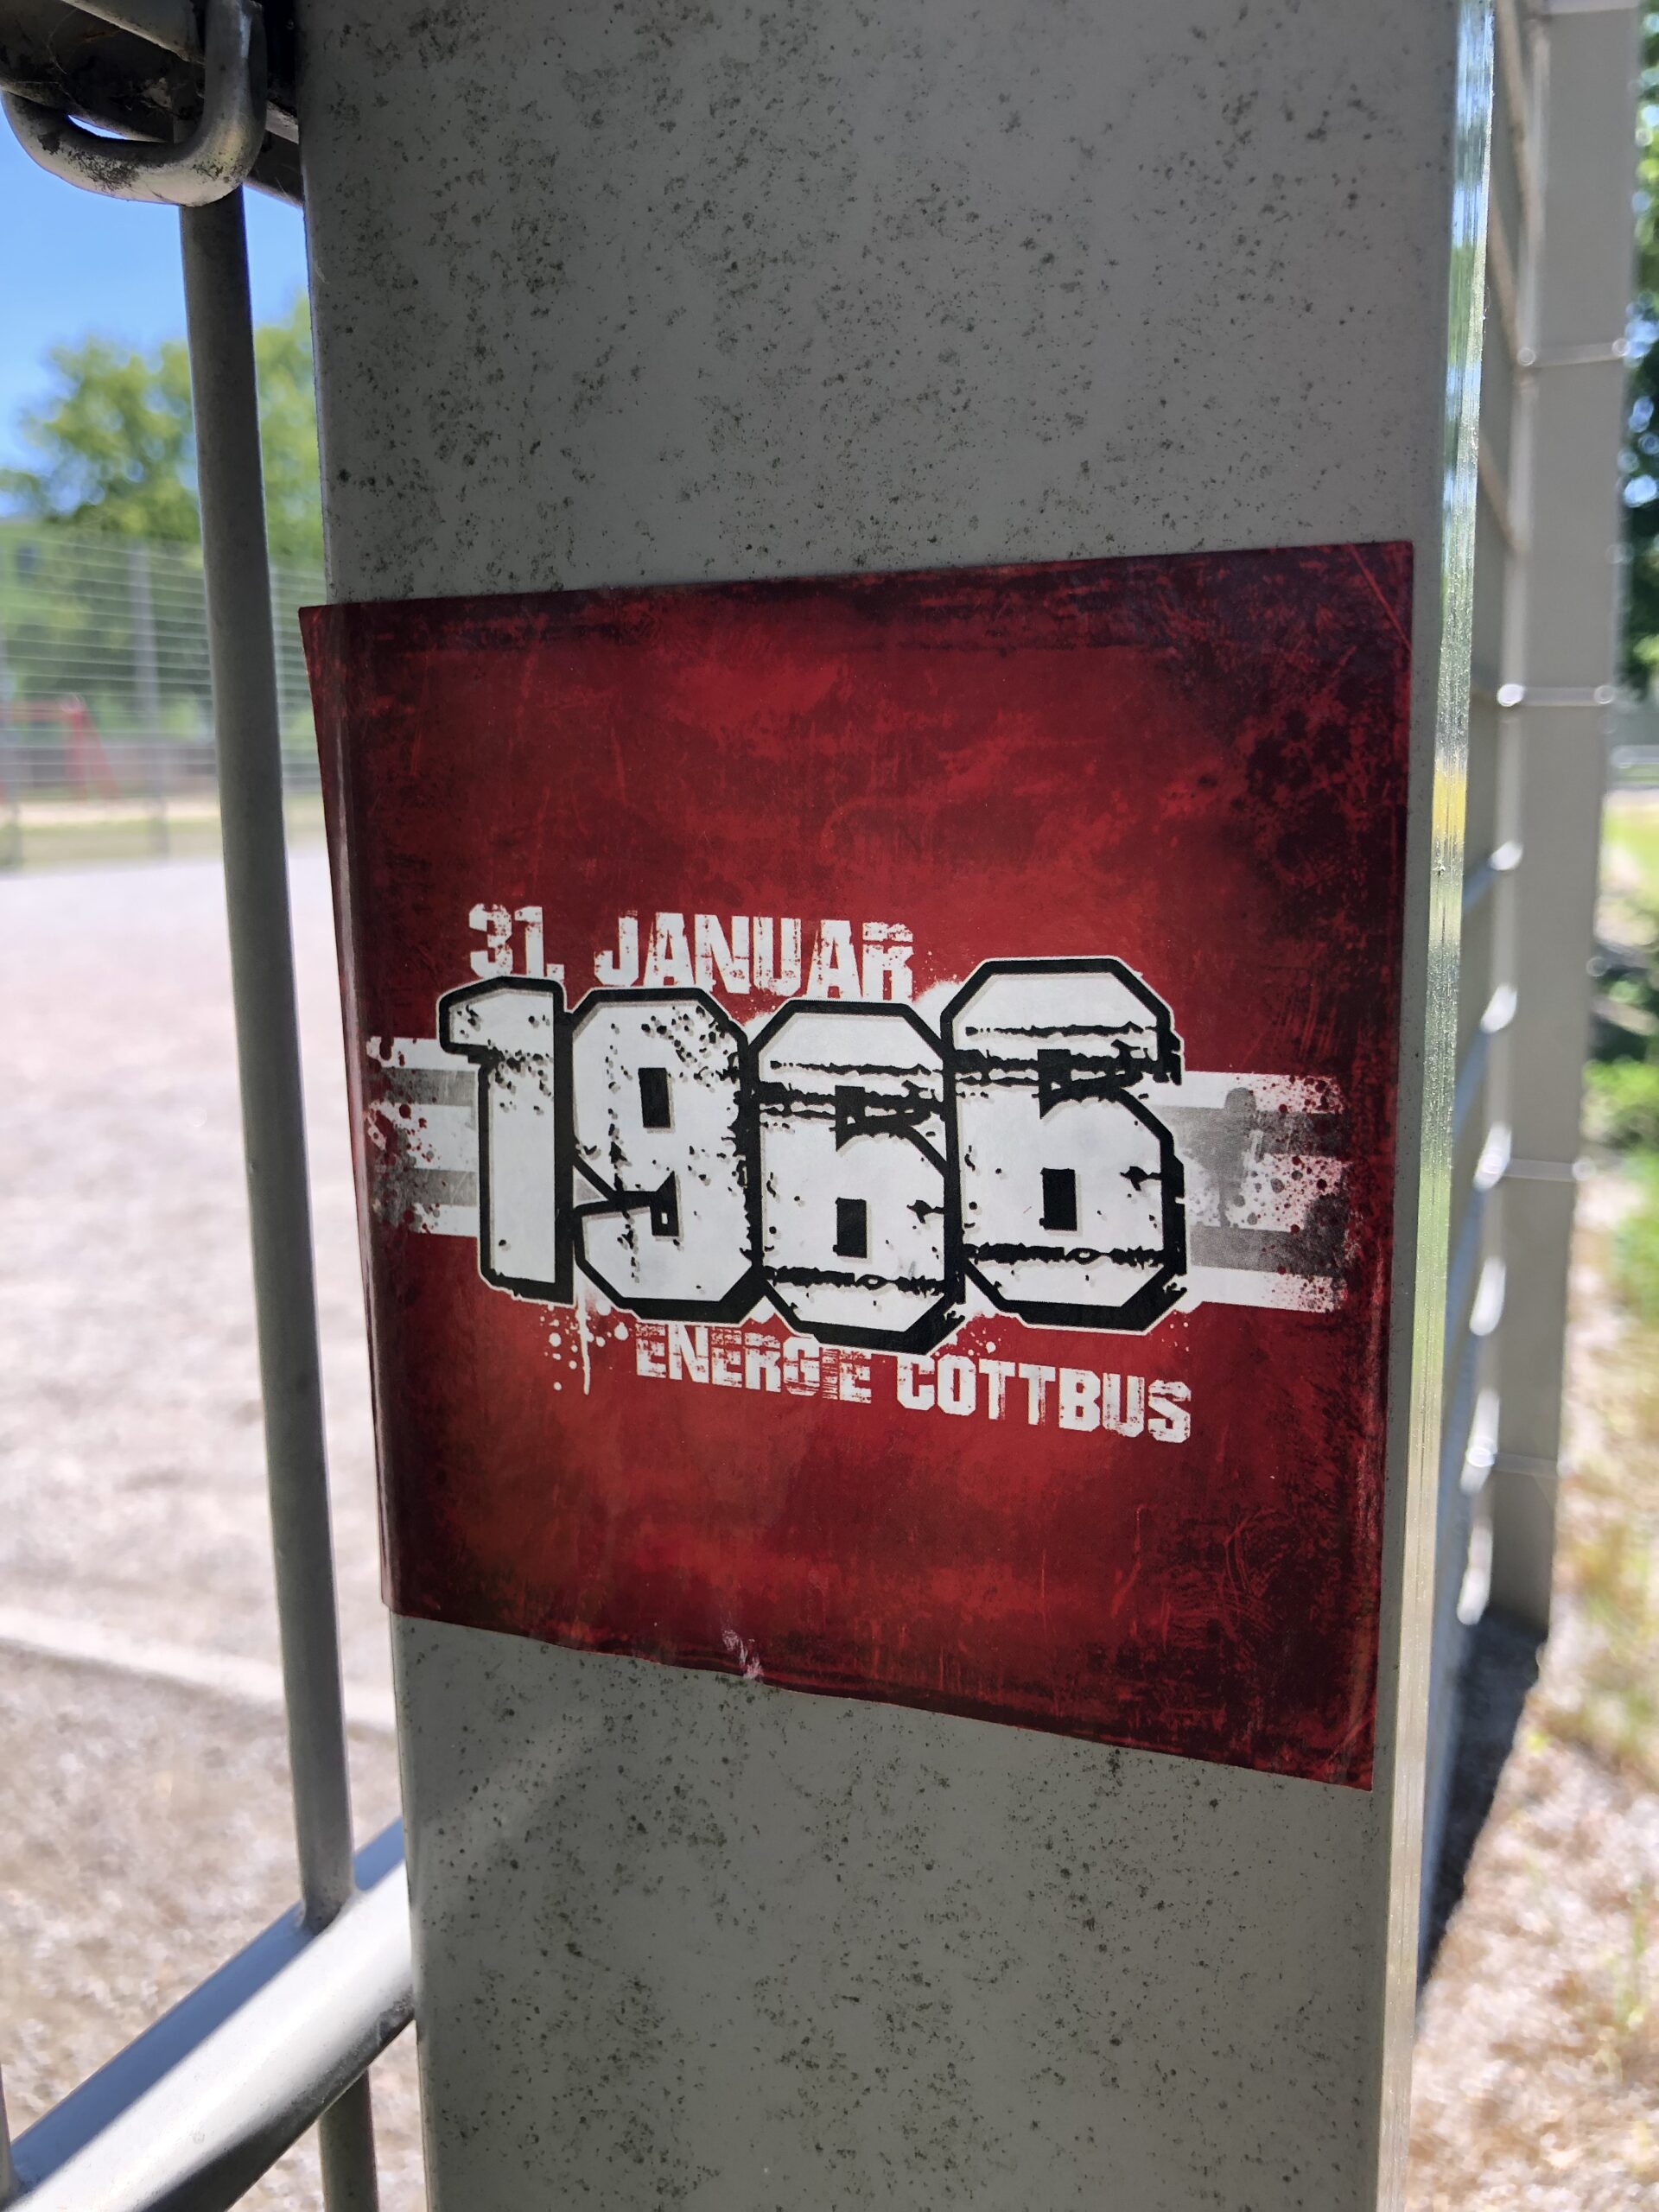 31. JANUAR
1966
ENERGIE COTTBUS